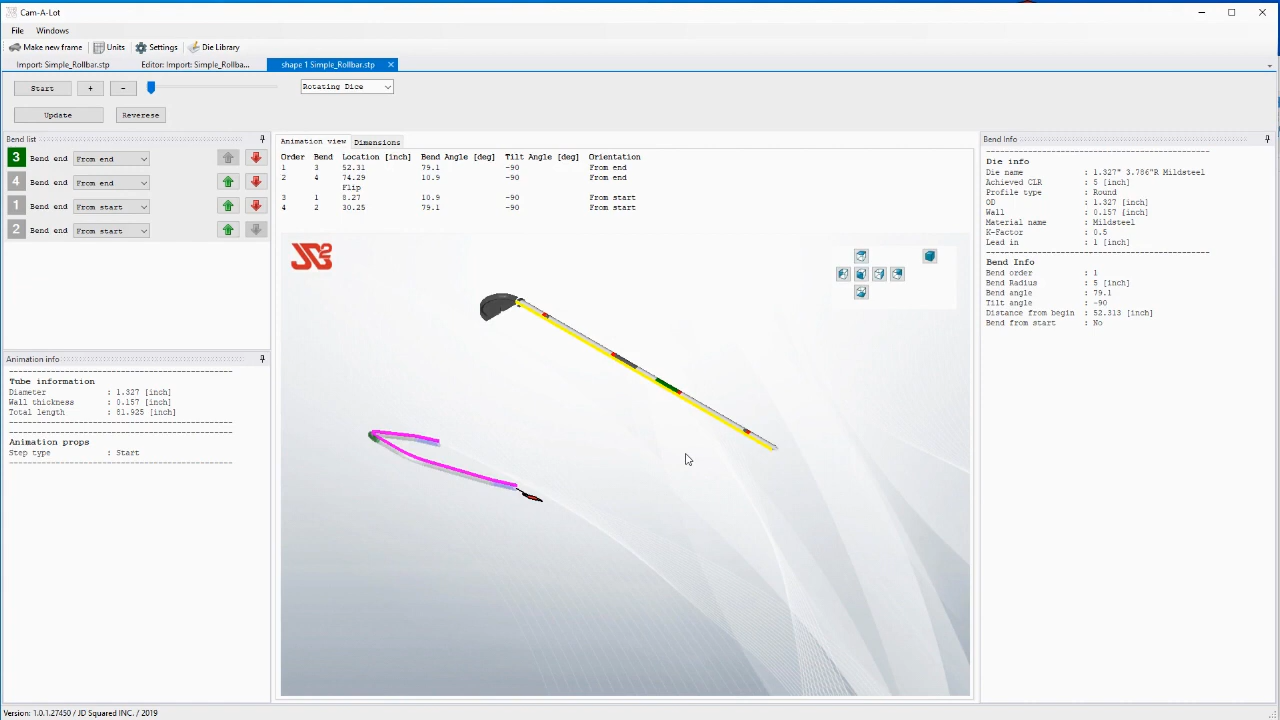 Cam-A-Lot
File Windows
Make new frame Units Settings Die Library
Import: Simple_Rollbar.stp Editor: Import: Simple_Rollba... shape 1 Simple_Rollbar.stp
Start + - Rotating Dice
Update Reverese
Bend list
3 Bend end From end
4 Bend end From end
1 Bend end From start
2 Bend end From start
Animation info
Tube information
Diameter : 1.327 [inch]
Wall thickness : 0.157 [inch]
Total length : 81.925 [inch]
Animation props
Step type : Start
Animation view Dimensions
Order Bend Location [inch] Bend Angle [deg] Tilt Angle [deg] Orientation
1 3 52.31 79.1 -90 From end
2 4 74.29 10.9 -90 From end
Flip
3 1 8.27 10.9 -90 From start
4 2 30.25 79.1 -90 From start
JD2
Bend Info
Die info
Die name : 1.327" 3.786"R Mildsteel
Achieved CLR : 5 [inch]
Profile type : Round
OD : 1.327 [inch]
Wall : 0.157 [inch]
Material name : Mildsteel
K-Factor : 0.5
Lead in : 1 [inch]
Bend Info
Bend order : 1
Bend Radius : 5 [inch]
Bend angle : 79.1
Tilt angle : -90
Distance from begin : 52.313 [inch]
Bend from start : No
Version: 1.0.1.27450 / JD Squared INC. / 2019